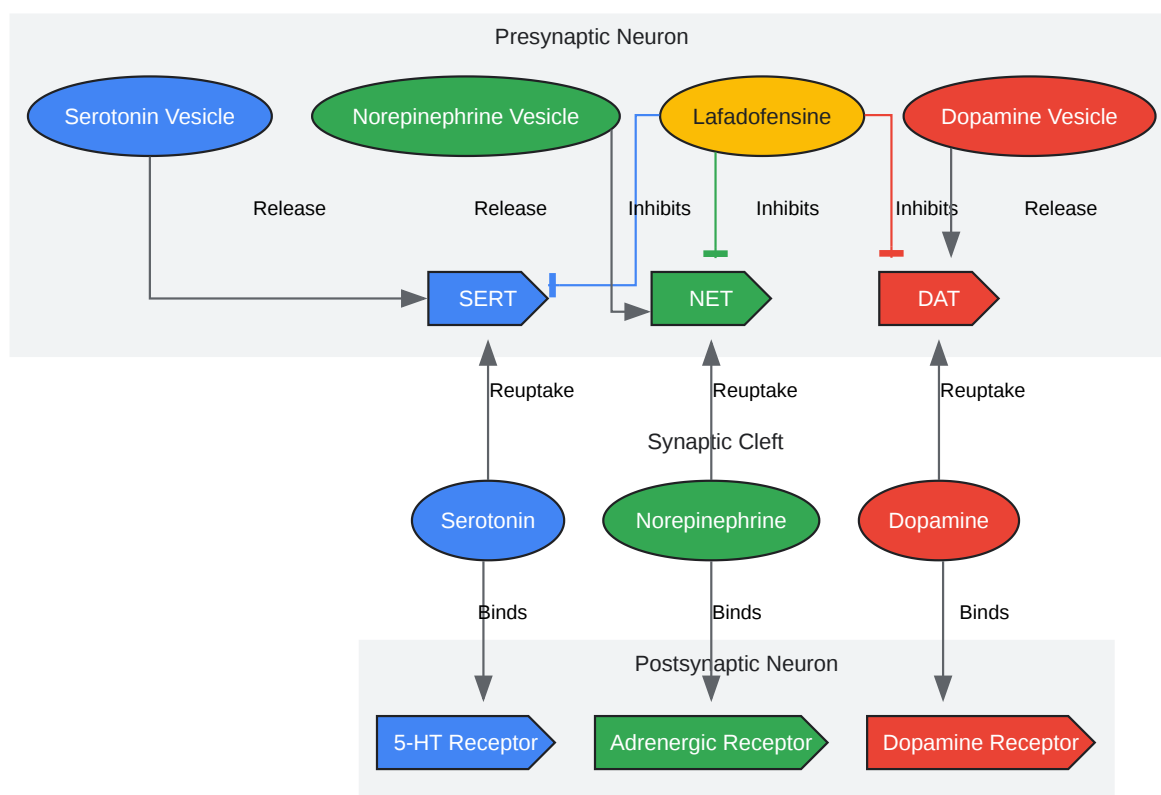 Presynaptic Neuron
Serotonin Vesicle
Norepinephrine Vesicle
Lafadofensine
Dopamine Vesicle
Release
Release
Inhibits
Inhibits
Inhibits
Release
SERT
NET
DAT
Reuptake
Reuptake
Reuptake
Synaptic Cleft
Serotonin
Norepinephrine
Dopamine
Binds
Binds
Binds
Postsynaptic Neuron
5-HT Receptor
Adrenergic Receptor
Dopamine Receptor